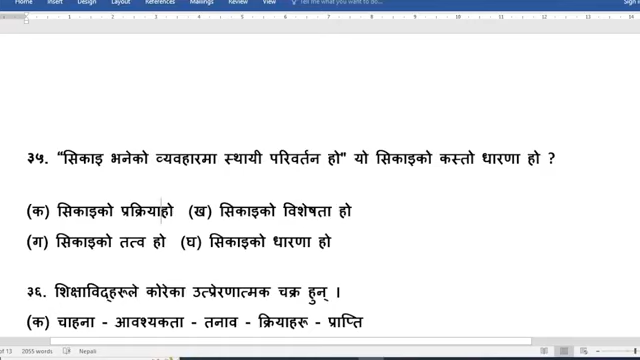 Home Insert Design Layout References Mailings Review View Tell me what you want to do... Sign in
३५. “सिकाइ भनेको व्यवहारमा स्थायी परिवर्तन हो" यो सिकाइको कस्तो धारणा हो ?
(क) सिकाइको प्रक्रियाहो (ख) सिकाइको विशेषता हो
(ग) सिकाइको तत्व हो (घ) सिकाइको धारणा हो
३६. शिक्षाविद्हरूले कोरेका उत्प्रेरणात्मक चक्र हुन् ।
(क) चाहना - आवश्यकता - तनाव - क्रियाहरू - प्राप्ति
of 13 2055 words Nepali